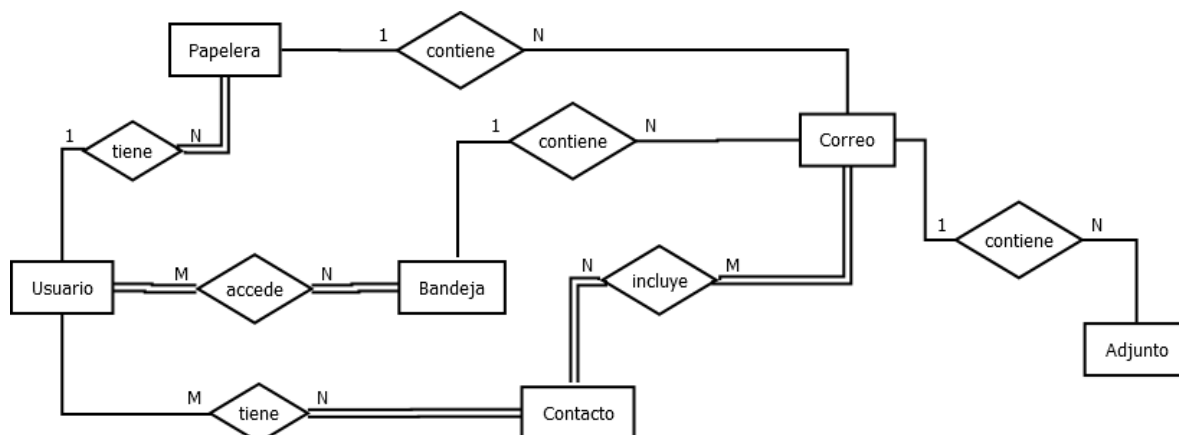 Papelera
1
contiene
N
1
tiene
N
1
contiene
N
Correo
1
contiene
N
Usuario
M
accede
N
Bandeja
N
incluye
M
Adjunto
M
tiene
N
Contacto